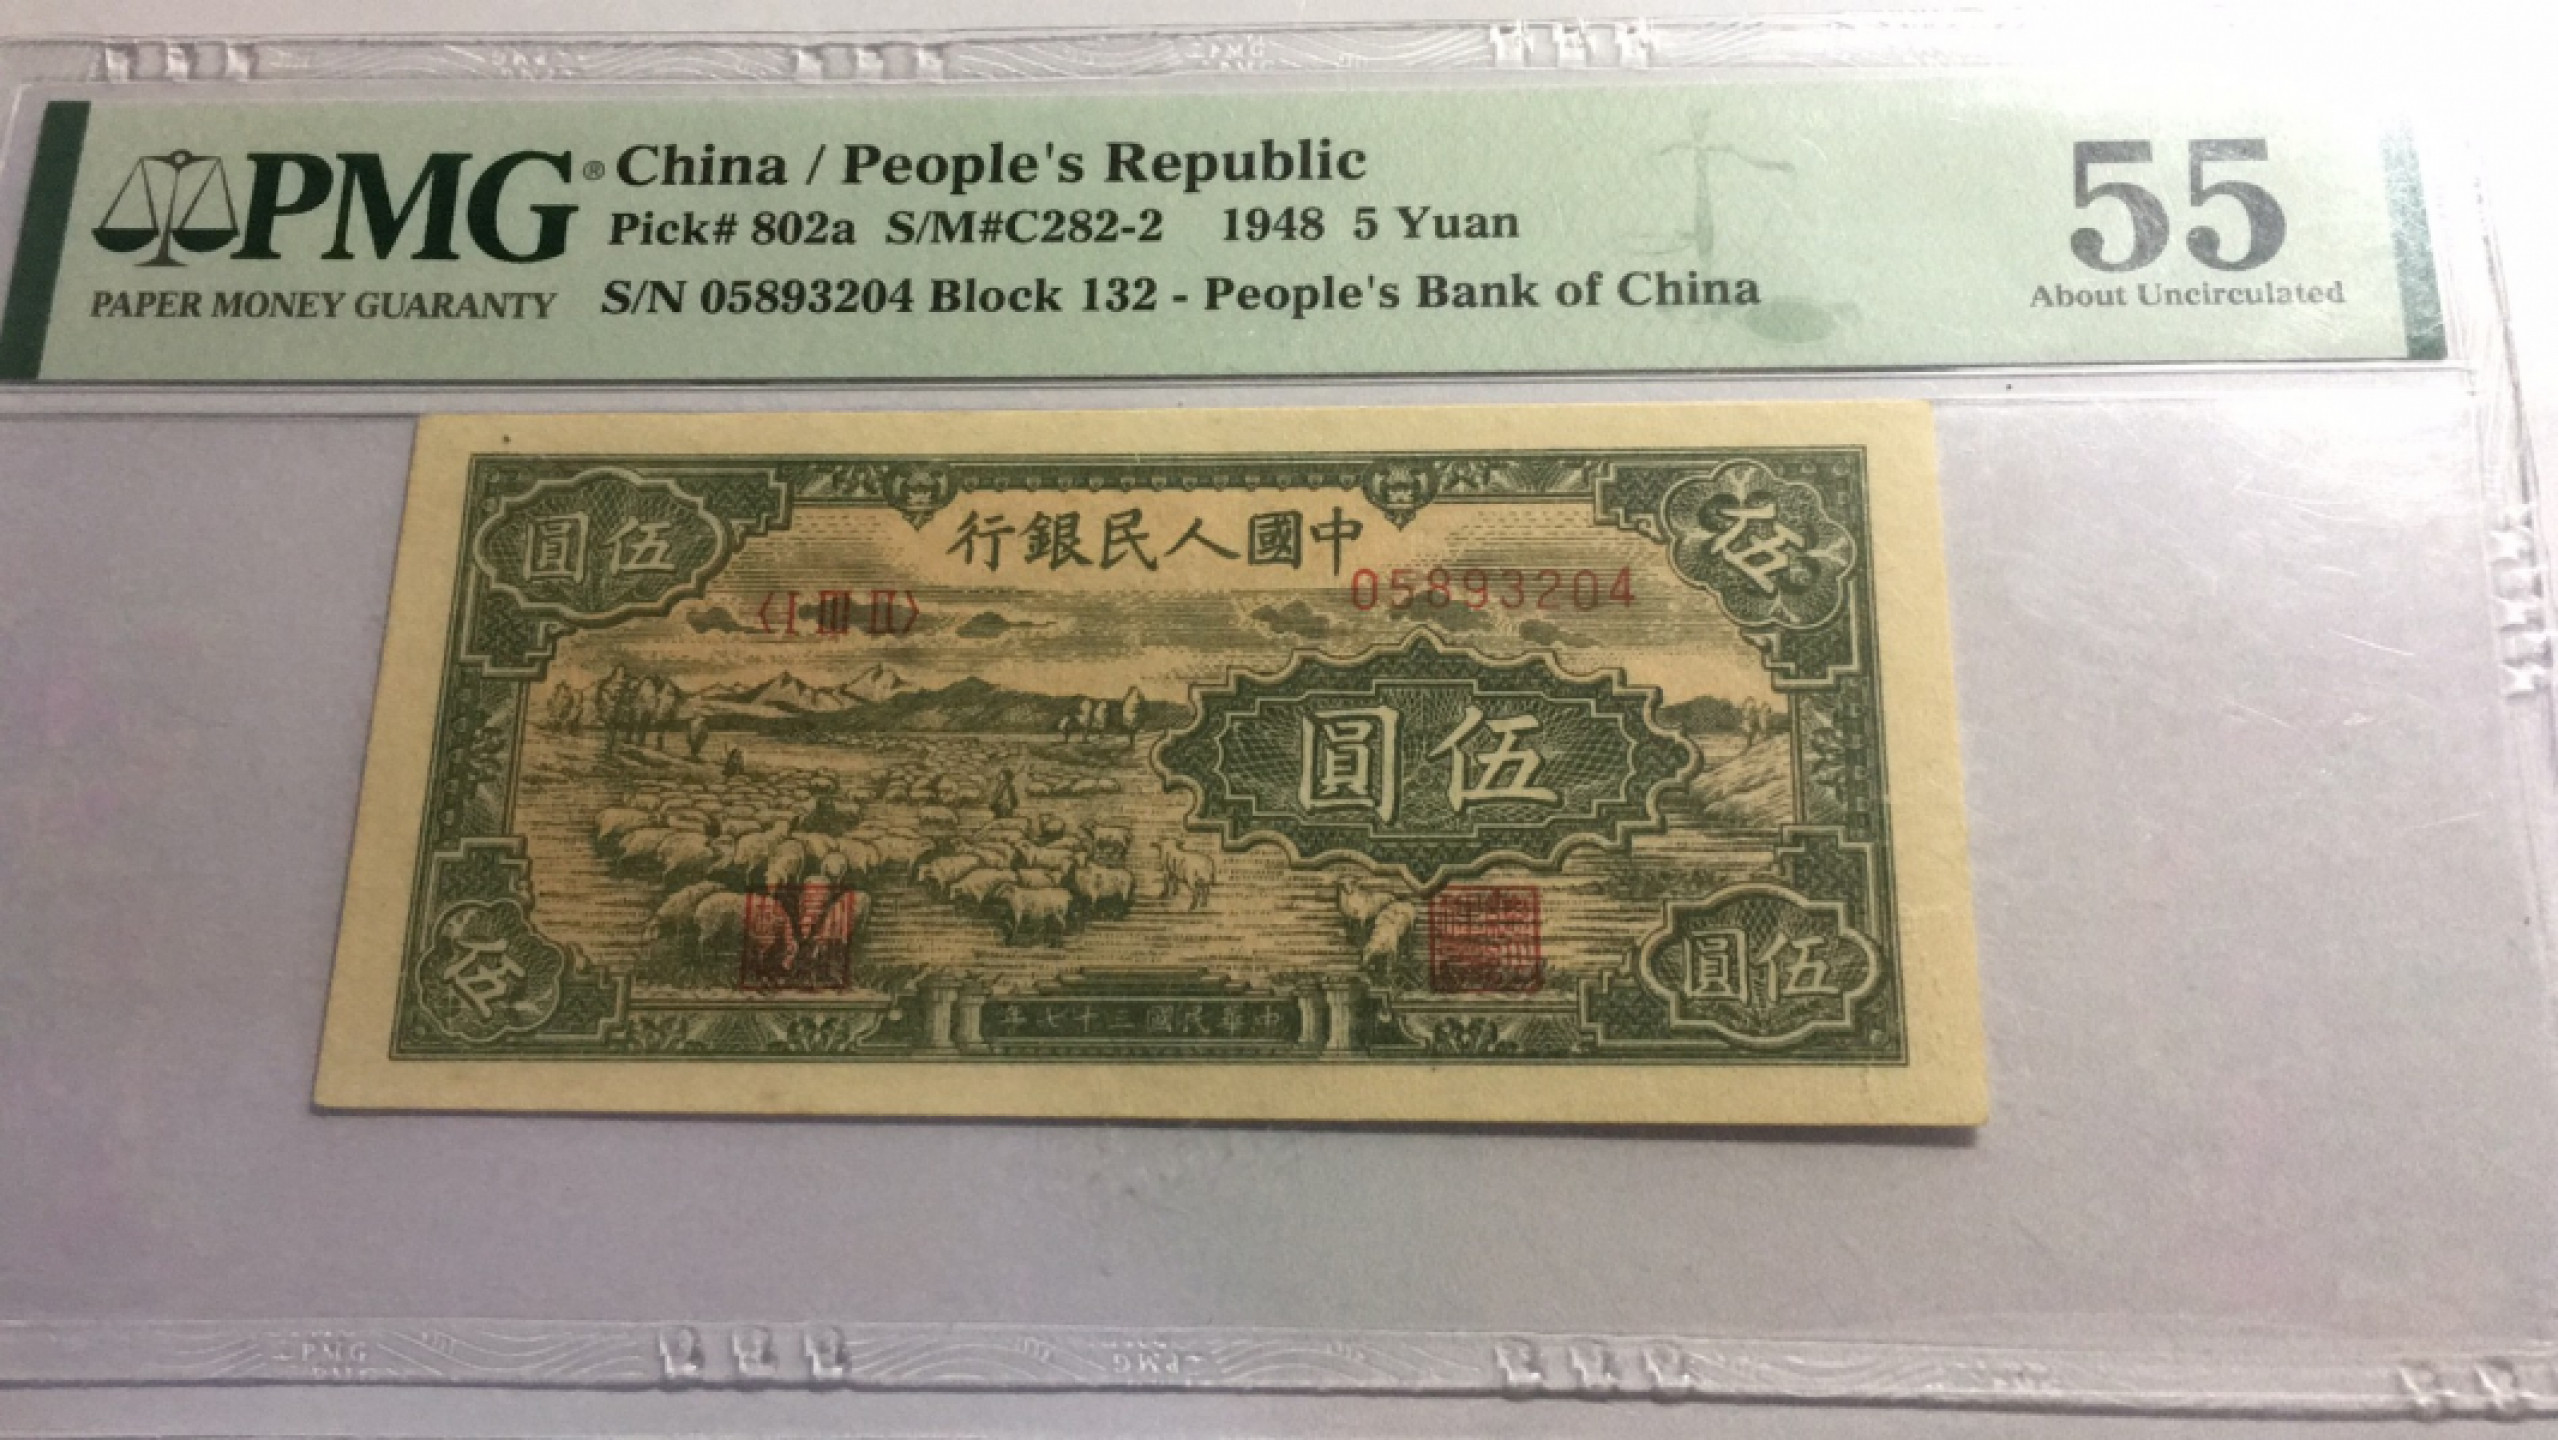 PMG® China / People's Republic
Pick# 802a S/M#C282-2 1948 5 Yuan
PAPER MONEY GUARANTY
S/N 05893204 Block 132 - People's Bank of China
55
About Uncirculated
圓伍
行銀民人國中
伍
〈I III II〉
05893204
圓伍
伍
圓伍
年七十三國民華中
PMG
PMG